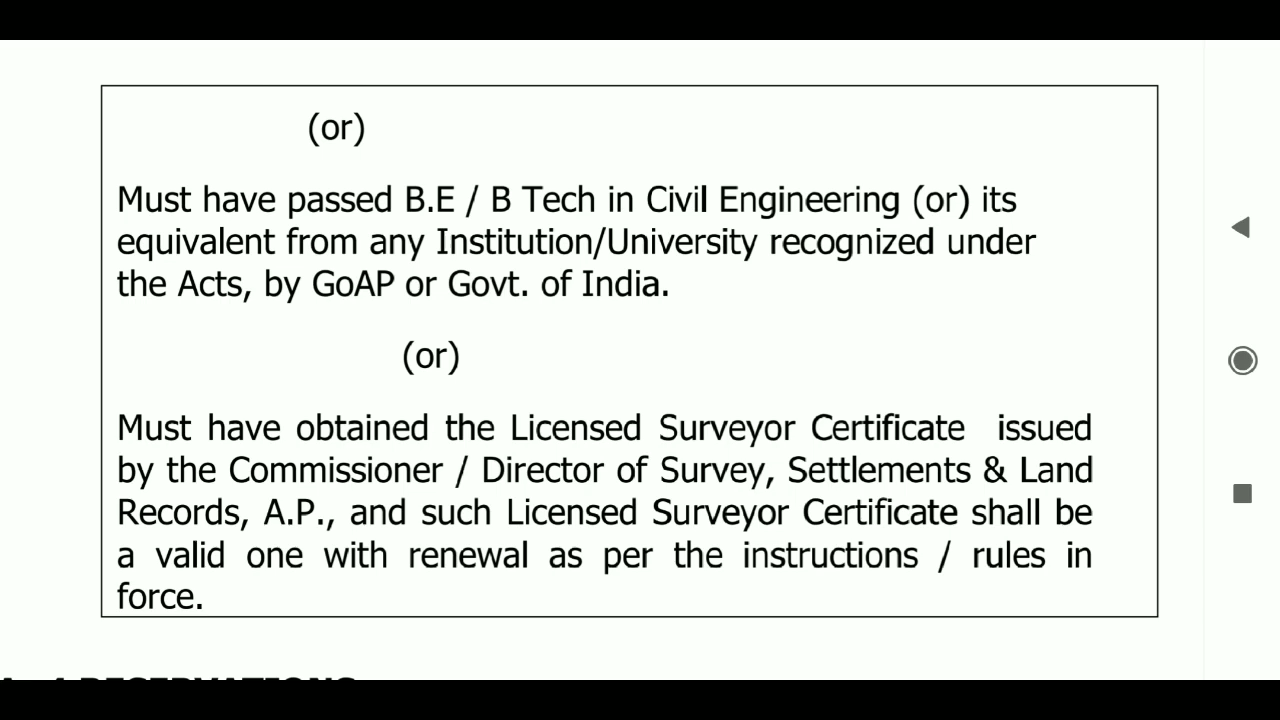 (or)
Must have passed B.E / B Tech in Civil Engineering (or) its
equivalent from any Institution/University recognized under
the Acts, by GoAP or Govt. of India.
(or)
Must have obtained the Licensed Surveyor Certificate issued
by the Commissioner / Director of Survey, Settlements & Land
Records, A.P., and such Licensed Surveyor Certificate shall be
a valid one with renewal as per the instructions / rules in
force.
RESERVATIONS